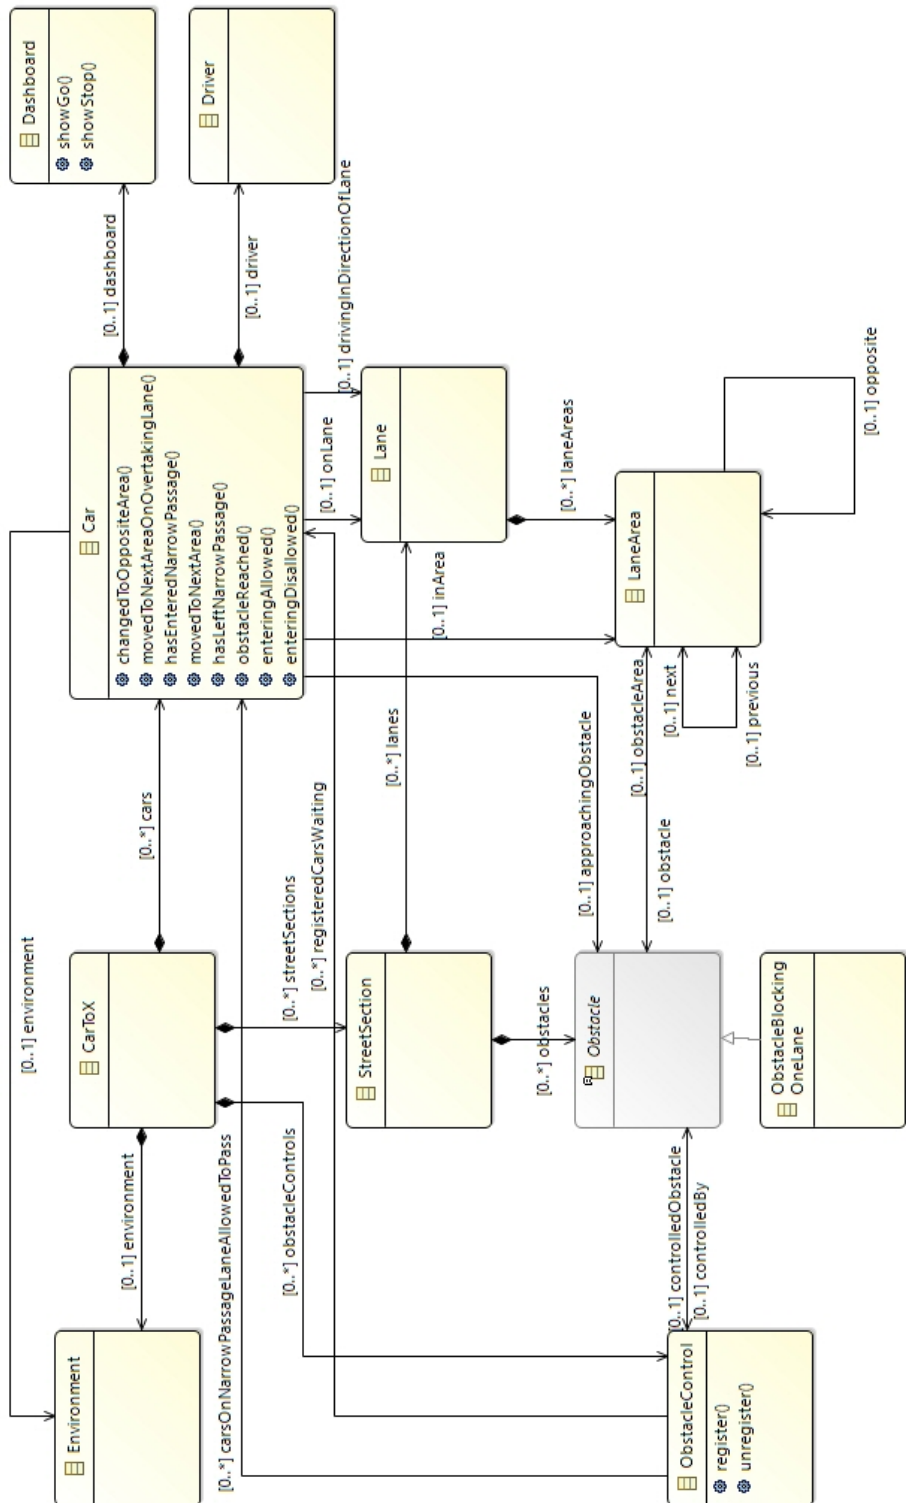 Environment
[0..1] environment
[0..1] environment
CarToX
[0..*] cars
Car
changedToOppositeArea()
movedToNextAreaOnOvertakingLane()
hasEnteredNarrowPassage()
movedToNextArea()
hasLeftNarrowPassage()
obstacleReached()
enteringAllowed()
enteringDisallowed()
[0..1] dashboard
Dashboard
showGo()
showStop()
[0..1] driver
Driver
[0..*] carsOnNarrowPassageLaneAllowedToPass
[0..*] obstacleControls
[0..*] streetSections
[0..*] registeredCarsWaiting
[0..1] onLane
[0..1] drivingInDirectionOfLane
StreetSection
[0..*] lanes
Lane
[0..1] inArea
[0..*] obstacles
[0..1] approachingObstacle
[0..*] laneAreas
Obstacle
[0..1] obstacle
[0..1] obstacleArea
LaneArea
[0..1] next
[0..1] previous
[0..1] opposite
ObstacleControl
register()
unregister()
[0..1] controlledObstacle
[0..1] controlledBy
ObstacleBlocking
OneLane